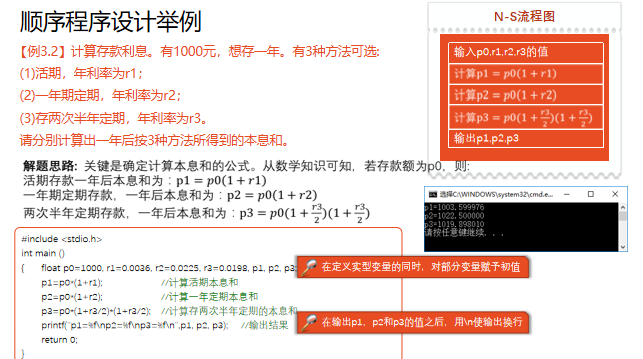 顺序程序设计举例
【例3.2】计算存款利息。有1000元，想存一年。有3种方法可选:
(1)活期，年利率为r1；
(2)一年期定期，年利率为r2；
(3)存两次半年定期，年利率为r3。
请分别计算出一年后按3种方法所得到的本息和。
解题思路: 关键是确定计算本息和的公式。从数学知识可知，若存款额为p0，则:
活期存款一年后本息和为：p1 = p0(1 + r1)
一年期定期存款，一年后本息和为：p2 = p0(1 + r2)
两次半年定期存款，一年后本息和为：p3 = p0(1 + r3/2)(1 + r3/2)
#include <stdio.h>
int main ()
{ float p0=1000, r1=0.0036, r2=0.0225, r3=0.0198, p1, p2, p3;
p1=p0*(1+r1); //计算活期本息和
p2=p0*(1+r2); //计算一年定期本息和
p3=p0*(1+r3/2)*(1+r3/2); //计算存两次半年定期的本息和
printf("p1=%f\np2=%f\np3=%f\n",p1, p2, p3); //输出结果
return 0;
}
N-S流程图
输入p0,r1,r2,r3的值
计算p1 = p0(1 + r1)
计算p2 = p0(1 + r2)
计算p3 = p0(1 + r3/2)(1 + r3/2)
输出p1,p2,p3
选择C:\WINDOWS\system32\cmd.e...
p1=1003.599976
p2=1022.500000
p3=1019.898010
请按任意键继续. . .
在定义实型变量的同时，对部分变量赋予初值
在输出p1，p2和p3的值之后，用\n使输出换行